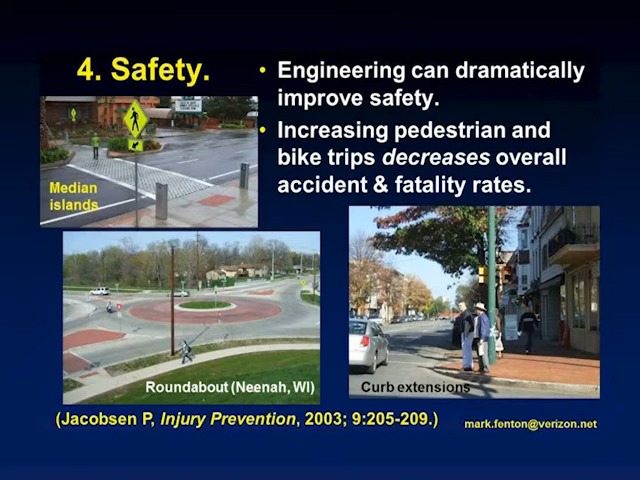 4. Safety.
• Engineering can dramatically
improve safety.
• Increasing pedestrian and
bike trips decreases overall
accident & fatality rates.
Median
islands
Roundabout (Neenah, WI)
Curb extensions
(Jacobsen P, Injury Prevention, 2003; 9:205-209.)
mark.fenton@verizon.net